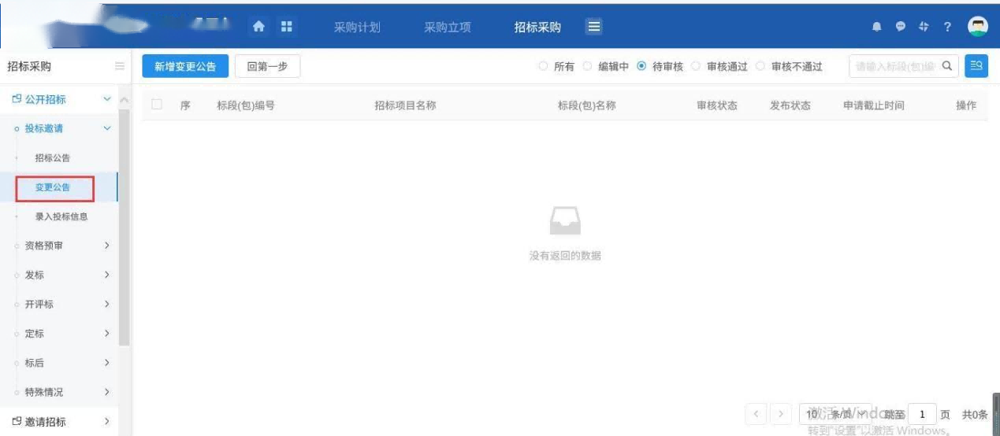 采购计划 采购立项 招标采购 ?
招标采购
新增变更公告 回第一步 所有 编辑中 待审核 审核通过 审核不通过 请输入标段(包)编
公开招标
投标邀请
招标公告
变更公告
录入投标信息
资格预审
发标
开评标
定标
标后
特殊情况
邀请招标
序 标段(包)编号 招标项目名称 标段(包)名称 审核状态 发布状态 申请截止时间 操作
没有返回的数据
10 条/页 跳至 1 页 共0条
激活 Windows
转到"设置"以激活 Windows。